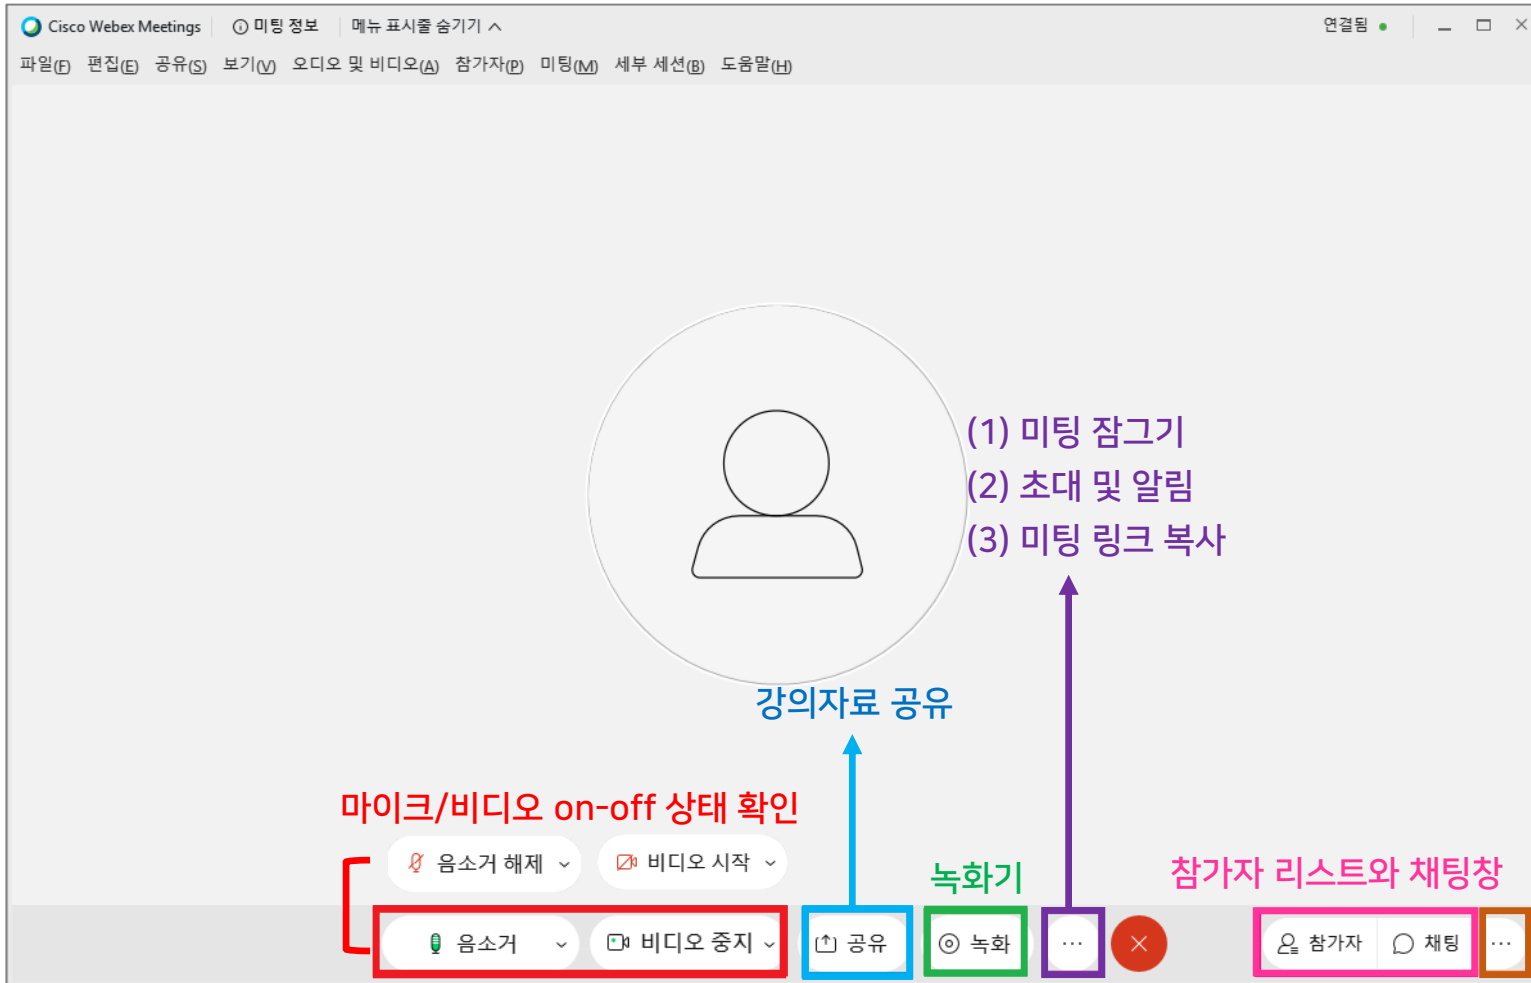 Cisco Webex Meetings 미팅 정보 메뉴 표시줄 숨기기 연결됨
파일(F) 편집(E) 공유(S) 보기(V) 오디오 및 비디오(A) 참가자(P) 미팅(M) 세부 세션(B) 도움말(H)
(1) 미팅 잠그기
(2) 초대 및 알림
(3) 미팅 링크 복사
강의자료 공유
마이크/비디오 on-off 상태 확인
음소거 해제 비디오 시작
녹화기
참가자 리스트와 채팅창
음소거 비디오 중지 공유 녹화 ... 참가자 채팅 ...